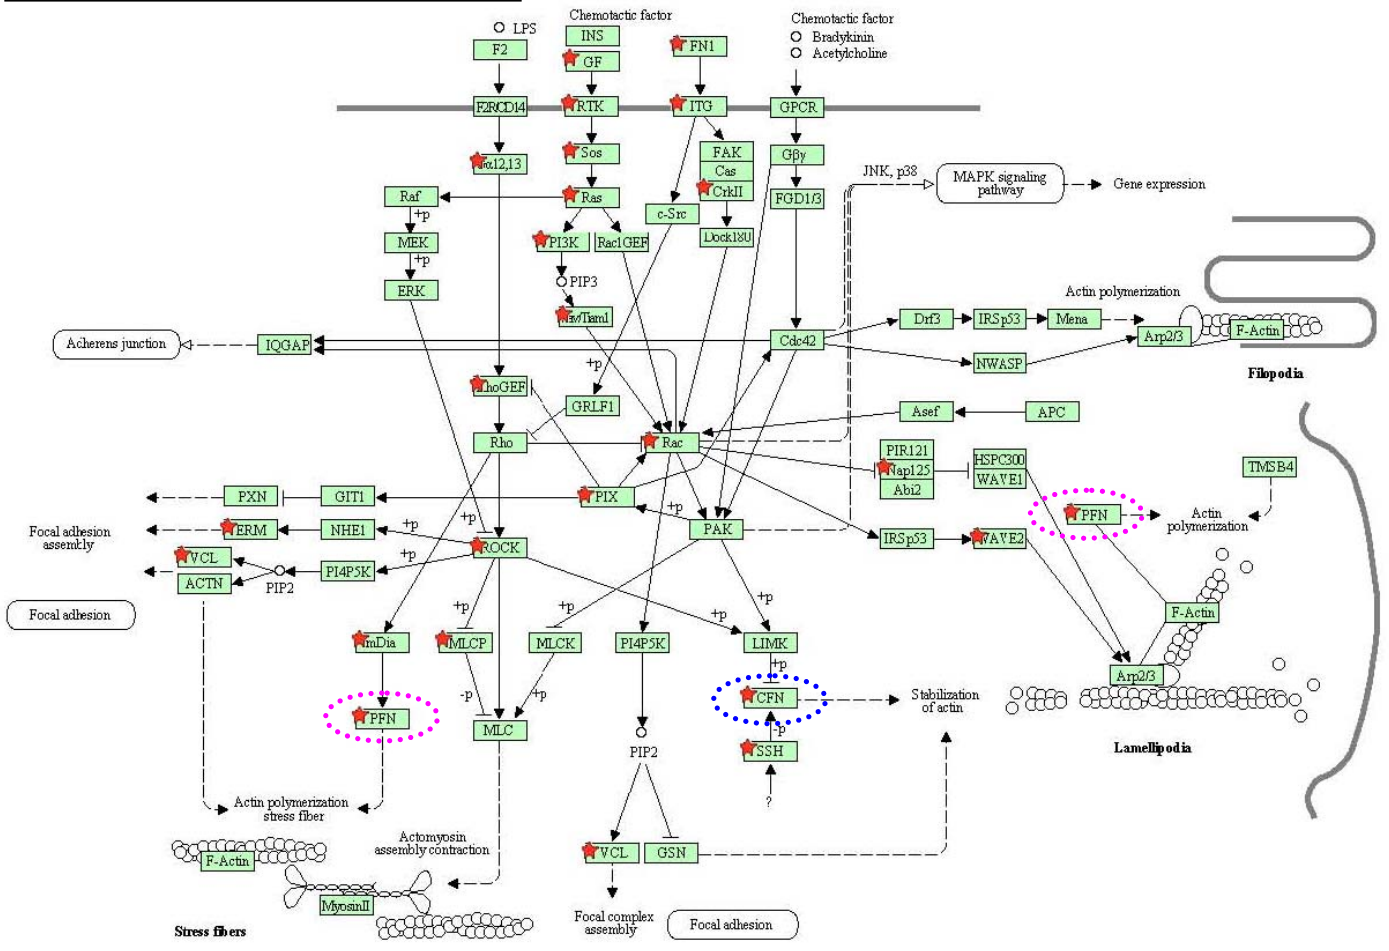 LPS
Chemotactic factor
Chemotactic factor
Bradykinin
Acetylcholine
F2
INS
GF
FN1
F2R
CD14
RTK
ITG
GPCR
Gα12,13
Sos
FAK
Cas
CrkII
Gβγ
JNK, p38
MAPK signaling
pathway
Gene expression
Raf
Ras
c-Src
FGD1/3
+p
MEK
PI3K
Rac1GEF
Dock180
+p
ERK
PIP3
Vav/Tiam1
Actin polymerization
Drf3
IRSp53
Mena
Arp2/3
F-Actin
Adherens junction
IQGAP
Cdc42
NWASP
Filopodia
+p
RhoGEF
GRLF1
Asef
APC
Rho
Rac
PIR121
Nap125
Abi2
HSPC300
WAVE1
TMSB4
PXN
GIT1
PIX
+p
PAK
PFN
Actin
polymerization
Focal adhesion
assembly
ERM
NHE1
+p
+p
ROCK
IRSp53
WAVE2
VCL
ACTN
PIP2
PI4P5K
+p
Focal adhesion
+p
+p
+p
+p
F-Actin
mDia
MLCP
MLCK
PI4P5K
LIMK
+p
Arp2/3
PFN
-p
+p
MLC
CFN
-p
SSH
?
Stabilization
of actin
Lamellipodia
PIP2
Actin polymerization
stress fiber
Actomyosin
assembly contraction
F-Actin
VCL
GSN
MyosinII
Stress fibers
Focal complex
assembly
Focal adhesion